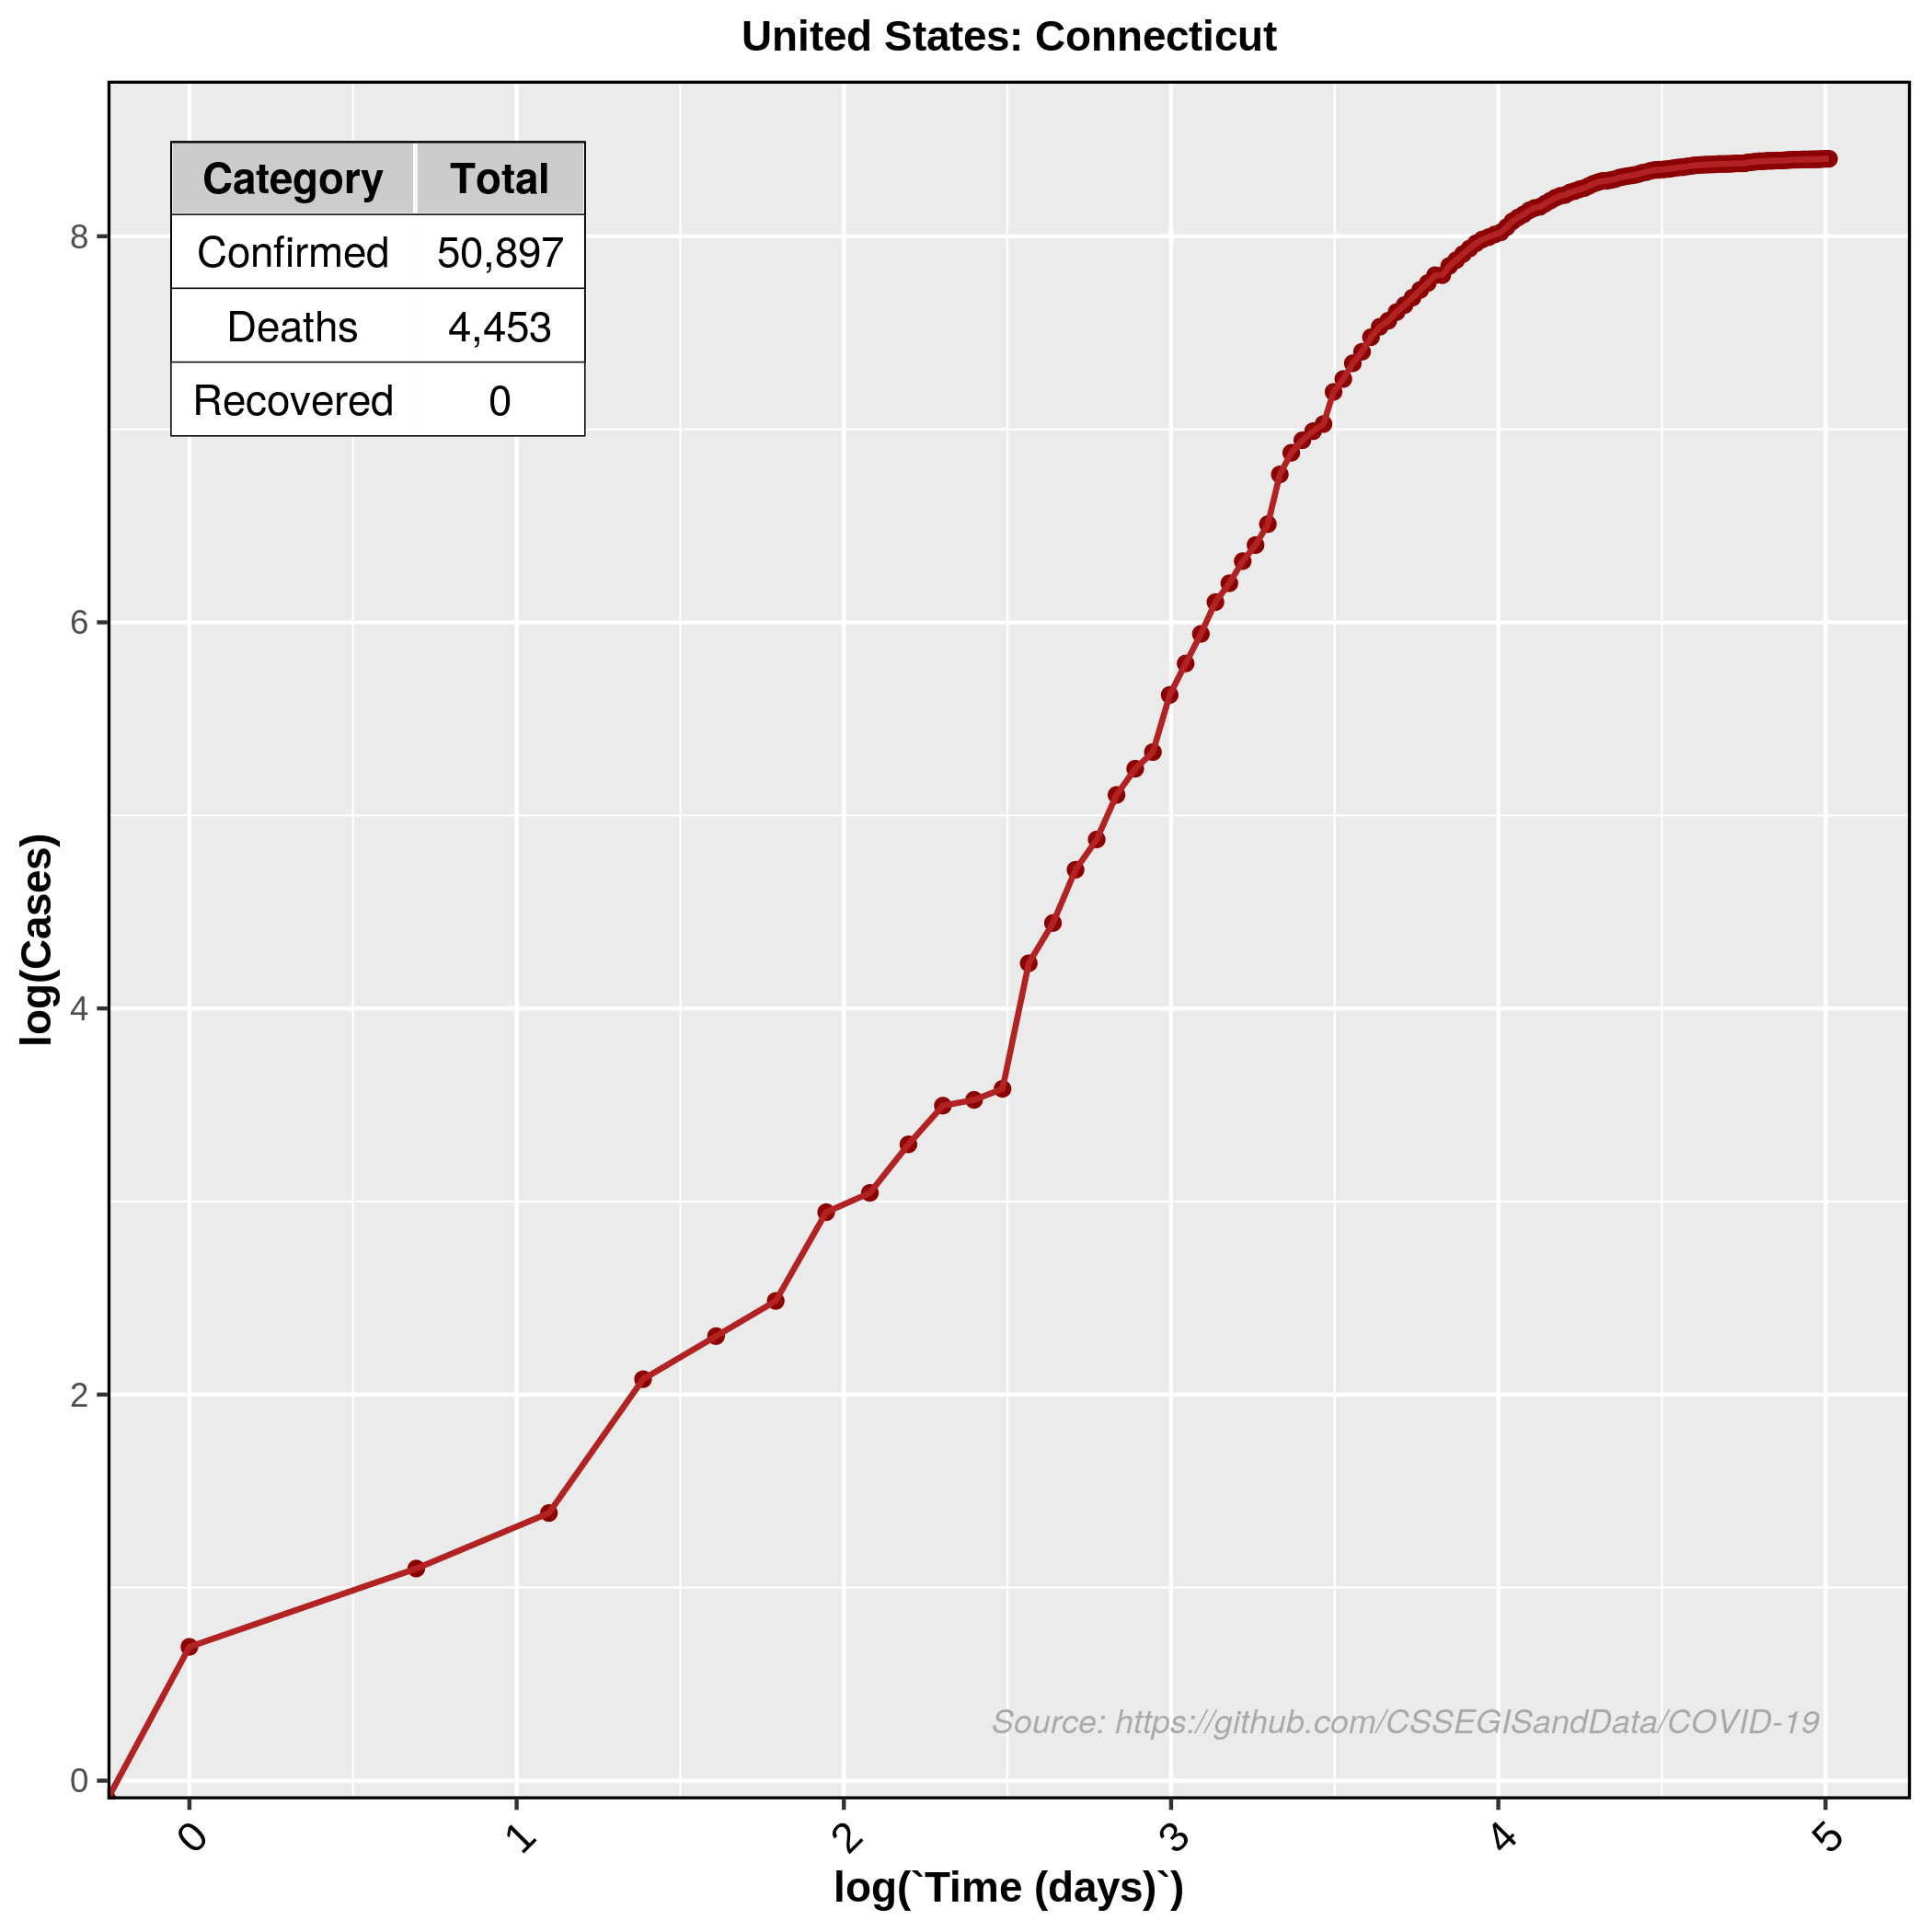 United States: Connecticut
Category Total
Confirmed 50,897
Deaths 4,453
Recovered 0
8
6
4
2
0
log(Cases)
Source: https://github.com/CSSEGISandData/COVID-19
0 1 2 3 4 5
log(`Time (days)`)